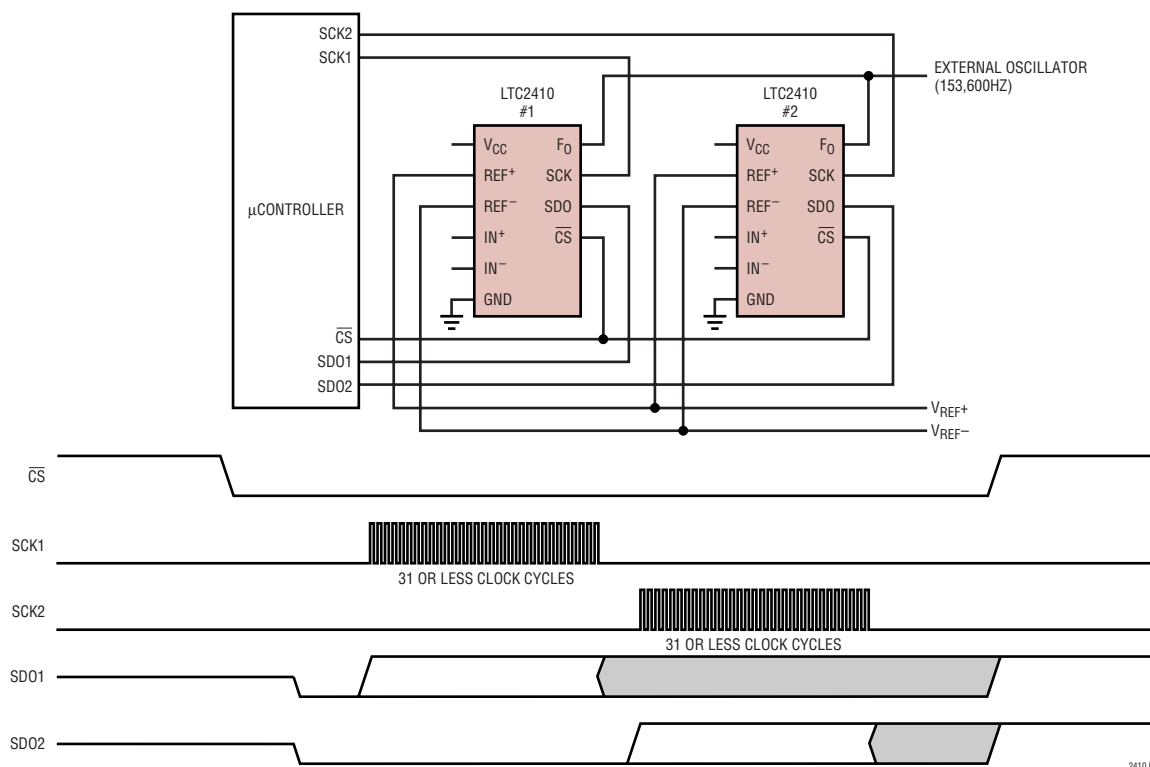 SCK2
SCK1
EXTERNAL OSCILLATOR
(153,600HZ)
LTC2410
#1
LTC2410
#2
µCONTROLLER
VCC
FO
REF+
SCK
REF–
SDO
IN+
CS
IN–
GND
VCC
FO
REF+
SCK
REF–
SDO
IN+
CS
IN–
GND
CS
SDO1
SDO2
VREF+
VREF–
CS
SCK1
31 OR LESS CLOCK CYCLES
SCK2
31 OR LESS CLOCK CYCLES
SDO1
SDO2